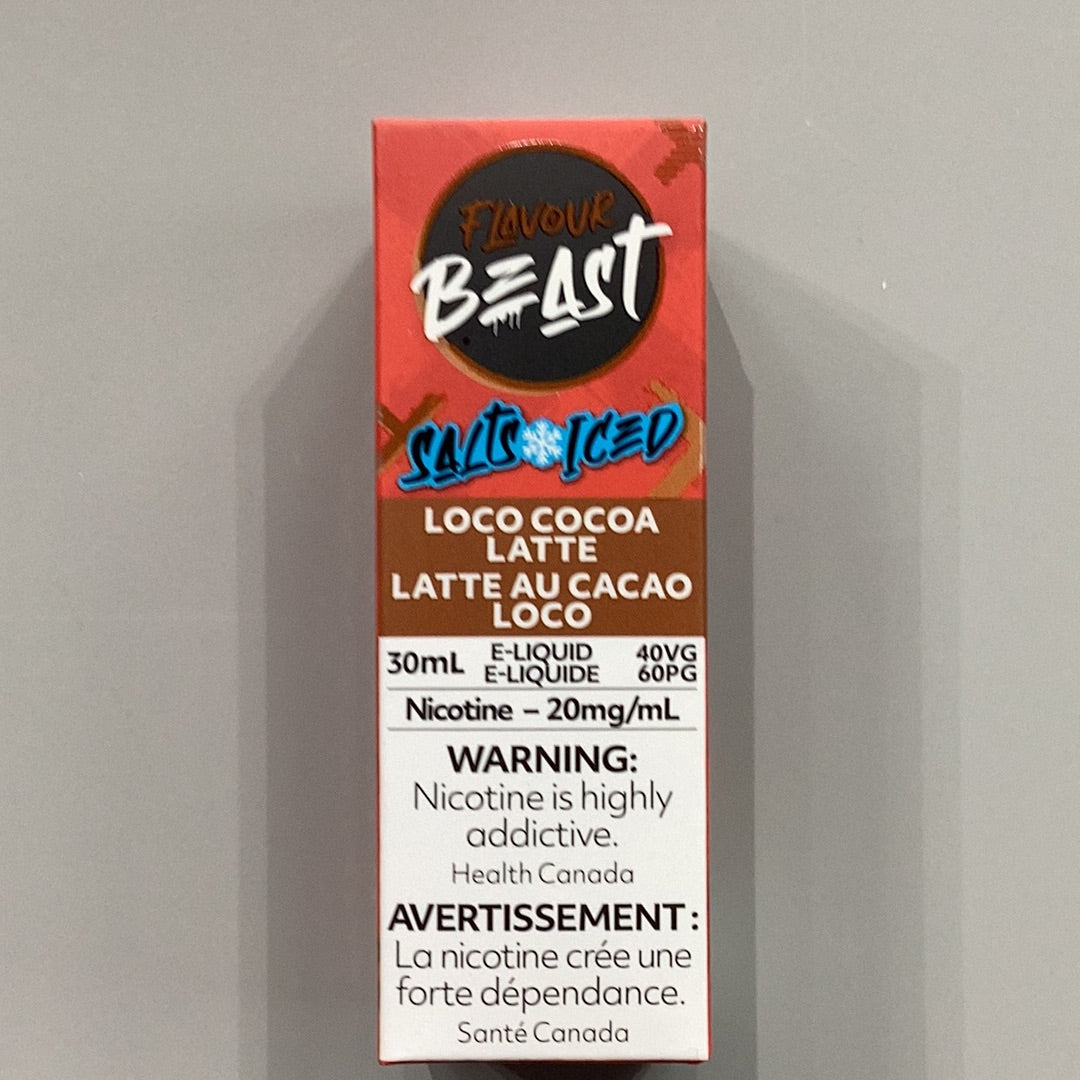 FLAVOUR
BEAST
SALTS ICED
LOCO COCOA
LATTE
LATTE AU CACAO
LOCO
30mL E-LIQUID 40VG
E-LIQUIDE 60PG
Nicotine – 20mg/mL
WARNING:
Nicotine is highly
addictive.
Health Canada
AVERTISSEMENT :
La nicotine crée une
forte dépendance.
Santé Canada